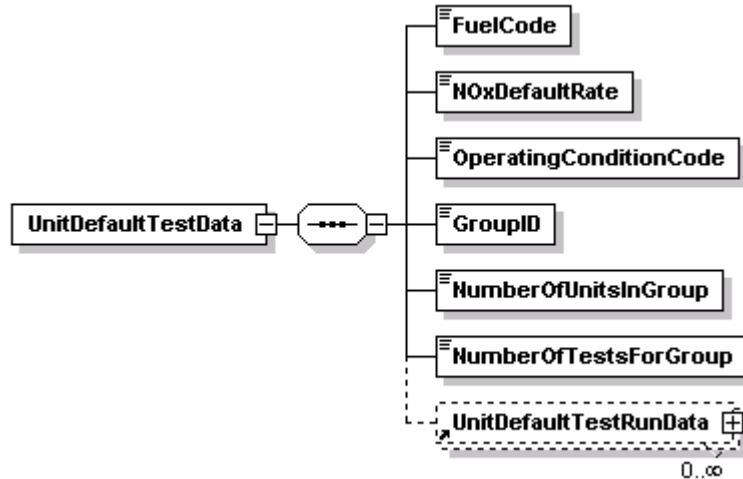 FuelCode
NOxDefaultRate
OperatingConditionCode
UnitDefaultTestData
GroupID
NumberOfUnitsInGroup
NumberOfTestsForGroup
UnitDefaultTestRunData
0..∞